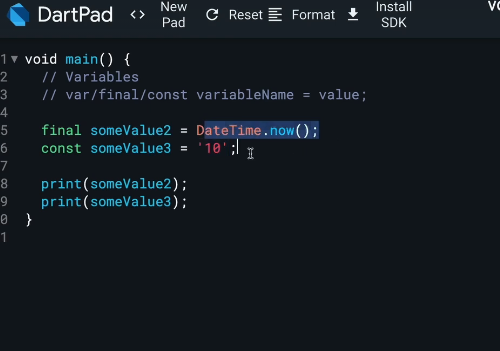 DartPad <> New Pad Reset Format Install SDK
1 void main() {
2 // Variables
3 // var/final/const variableName = value;
4
5 final someValue2 = DateTime.now();
6 const someValue3 = '10';
7
8 print(someValue2);
9 print(someValue3);
0 }
1